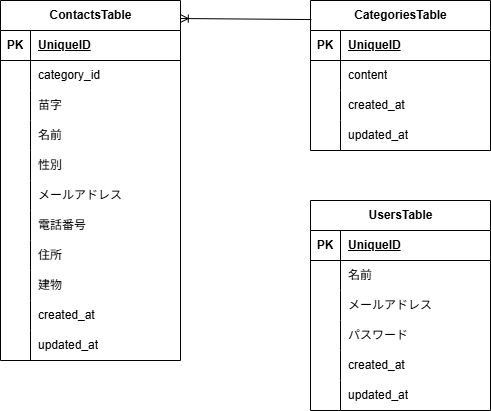 ContactsTable
PK UniqueID
category_id
苗字
名前
性別
メールアドレス
電話番号
住所
建物
created_at
updated_at
CategoriesTable
PK UniqueID
content
created_at
updated_at
UsersTable
PK UniqueID
名前
メールアドレス
パスワード
created_at
updated_at